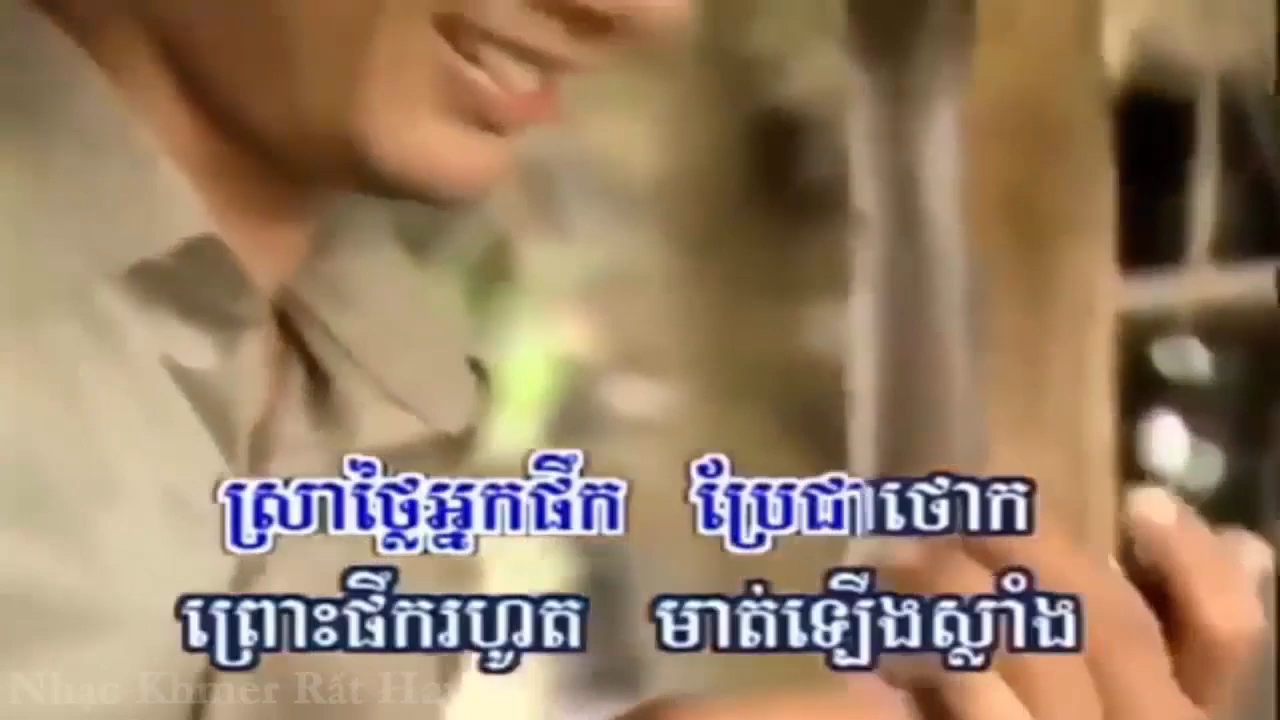 ស្រាថ្លៃអ្នកផឹក ប្រែជាថោក
ព្រោះផឹករហូត មាត់ឡើងស្លាំង
Nhạc Khmer Rất Hay